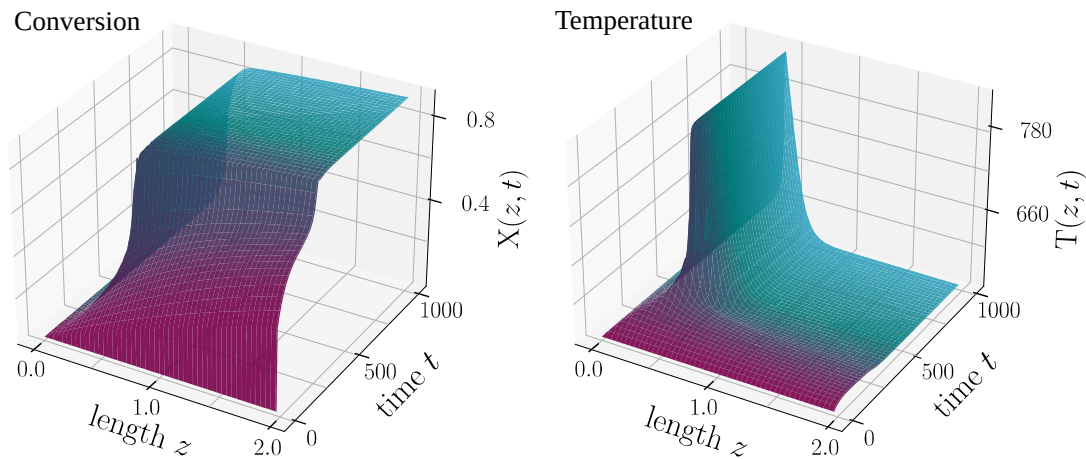 Conversion
0.8
0.4
X(z, t)
1000
500
0
time t
0.0
1.0
2.0
length z
Temperature
780
660
T(z, t)
1000
500
0
time t
0.0
1.0
2.0
length z